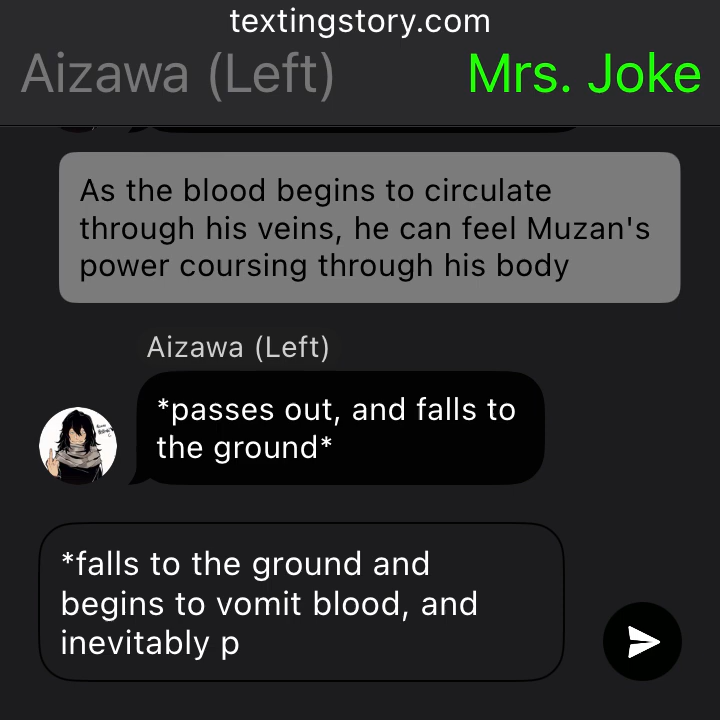 textingstory.com
Aizawa (Left)
Mrs. Joke
As the blood begins to circulate
through his veins, he can feel Muzan's
power coursing through his body
Aizawa (Left)
*passes out, and falls to
the ground*
*falls to the ground and
begins to vomit blood, and
inevitably p